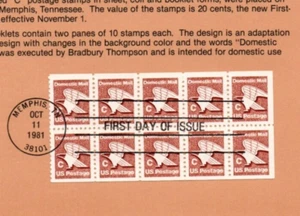 ed "C" postage stamps in sheet, coil and booklet forms, were placed on
Memphis, Tennessee. The value of the stamps is 20 cents, the new First-
effective November 1.
klets contain two panes of 10 stamps each. The design is an adaptation
design with changes in the background color and the words "Domestic
was executed by Bradbury Thompson and is intended for domestic use
Domestic Mail Domestic Mail Domestic Mail Domestic Mail Domestic Mail
C US Postage C US Postage C US Postage C US Postage C US Postage
MEMPHIS, TN
OCT
11
1981
38101
FIRST DAY OF ISSUE
Domestic Mail Domestic Mail Domestic Mail Domestic Mail Domestic Mail
C US Postage C US Postage C US Postage C US Postage C US Postage